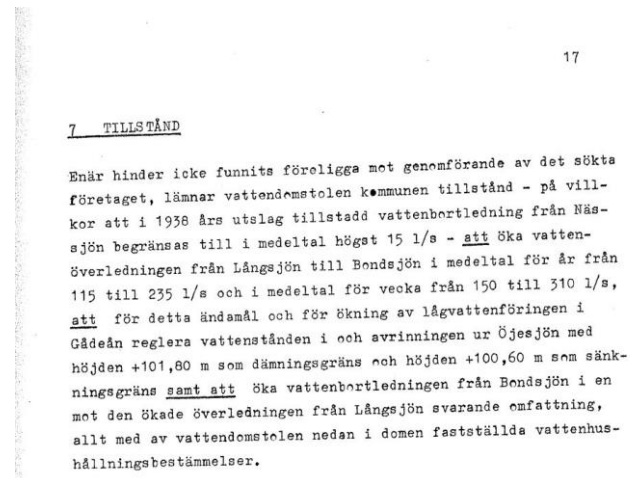 17
7 TILLSTÅND
Enär hinder icke funnits föreligga mot genomförande av det sökta
företaget, lämnar vattendomstolen kommunen tillstånd - på vill-
kor att i 1938 års utslag tillstadd vattenbortledning från Näs-
sjön begränsas till i medeltal högst 15 l/s - att öka vatten-
överledningen från Långsjön till Bondsjön i medeltal för år från
115 till 235 l/s och i medeltal för vecka från 150 till 310 l/s,
att för detta ändamål och för ökning av lågvattenföringen i
Gådeån reglera vattenstånden i och avrinningen ur Öjesjön med
höjden +101,80 m som dämningsgräns och höjden +100,60 m som sänk-
ningsgräns samt att öka vattenbortledningen från Bondsjön i en
mot den ökade överledningen från Långsjön svarande omfattning,
allt med av vattendomstolen nedan i domen fastställda vattenhus-
hållningsbestämmelser.